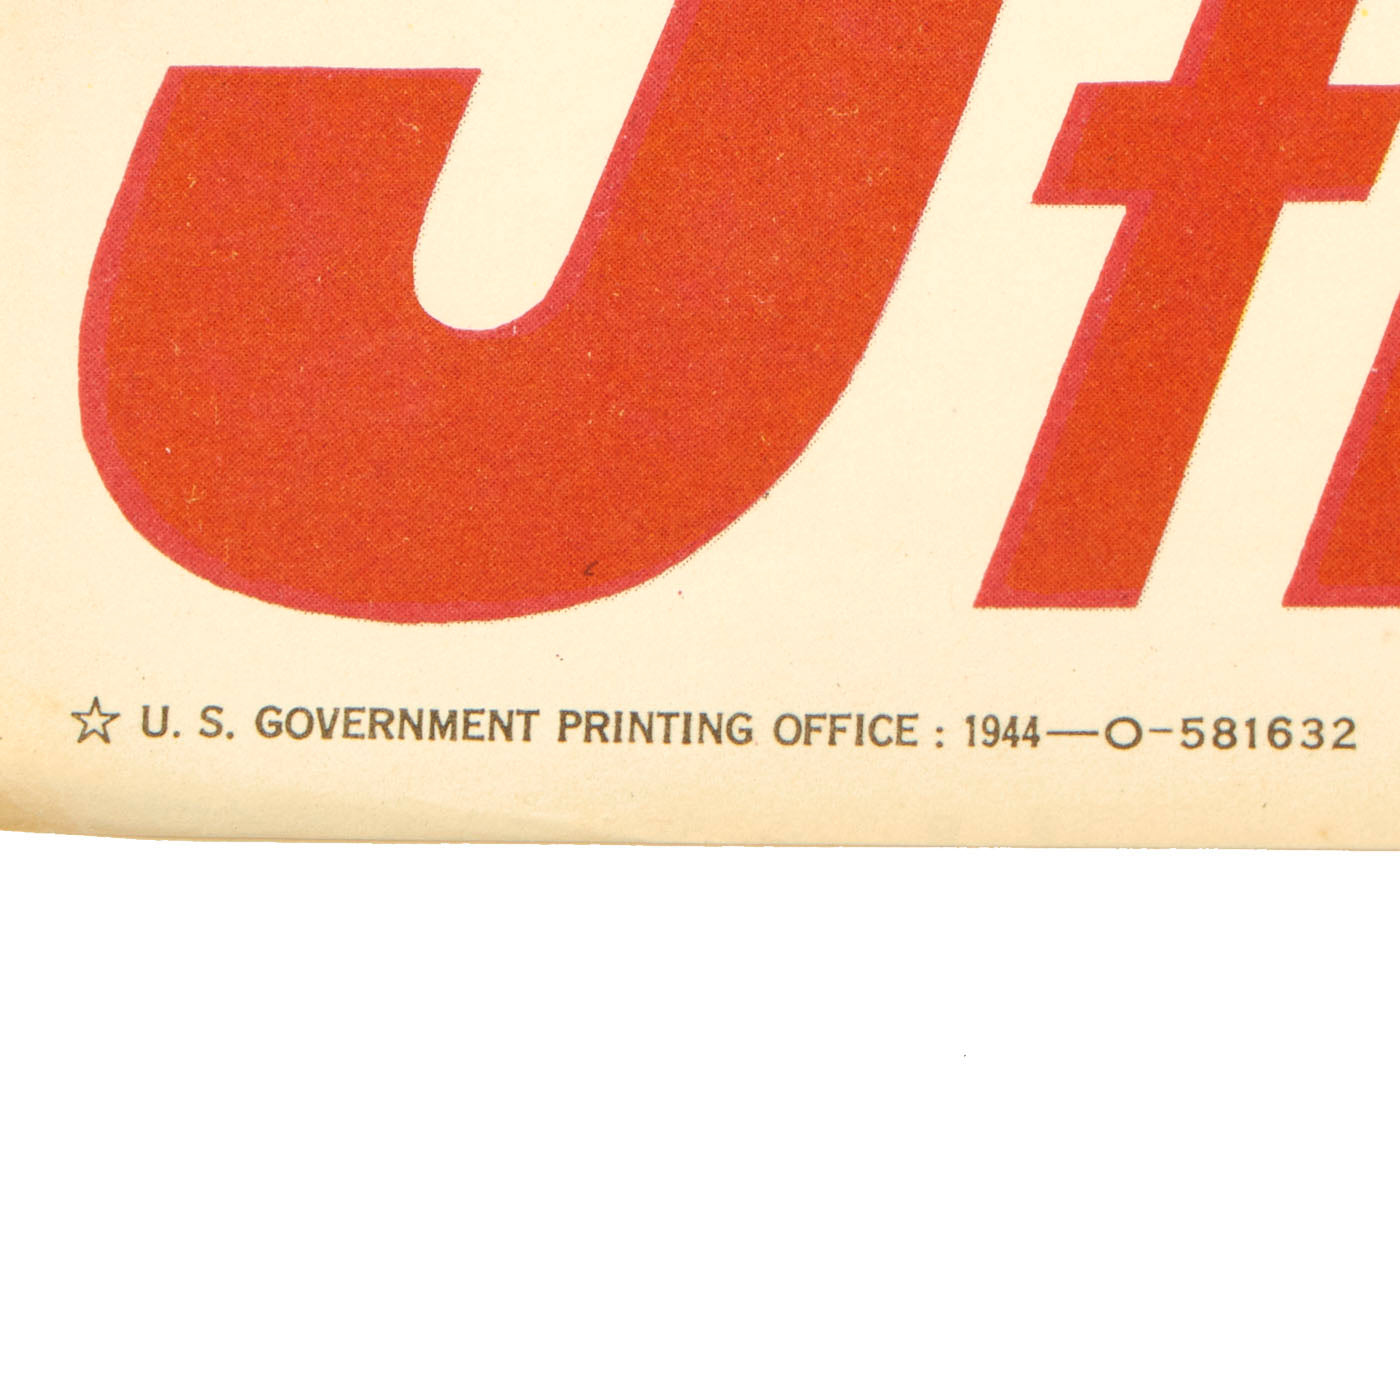 ☆ U. S. GOVERNMENT PRINTING OFFICE : 1944—O-581632